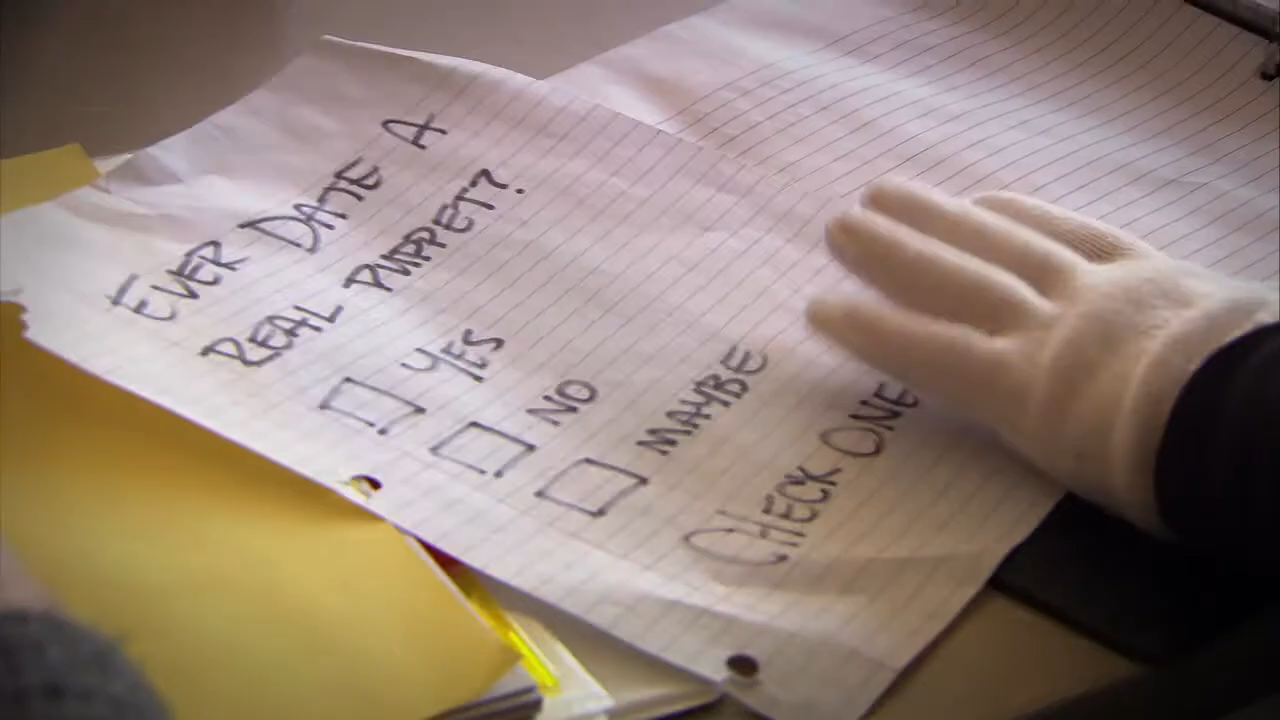 EVER DATE A
REAL PUPPET?
YES
NO
MAYBE
CHECK ONE